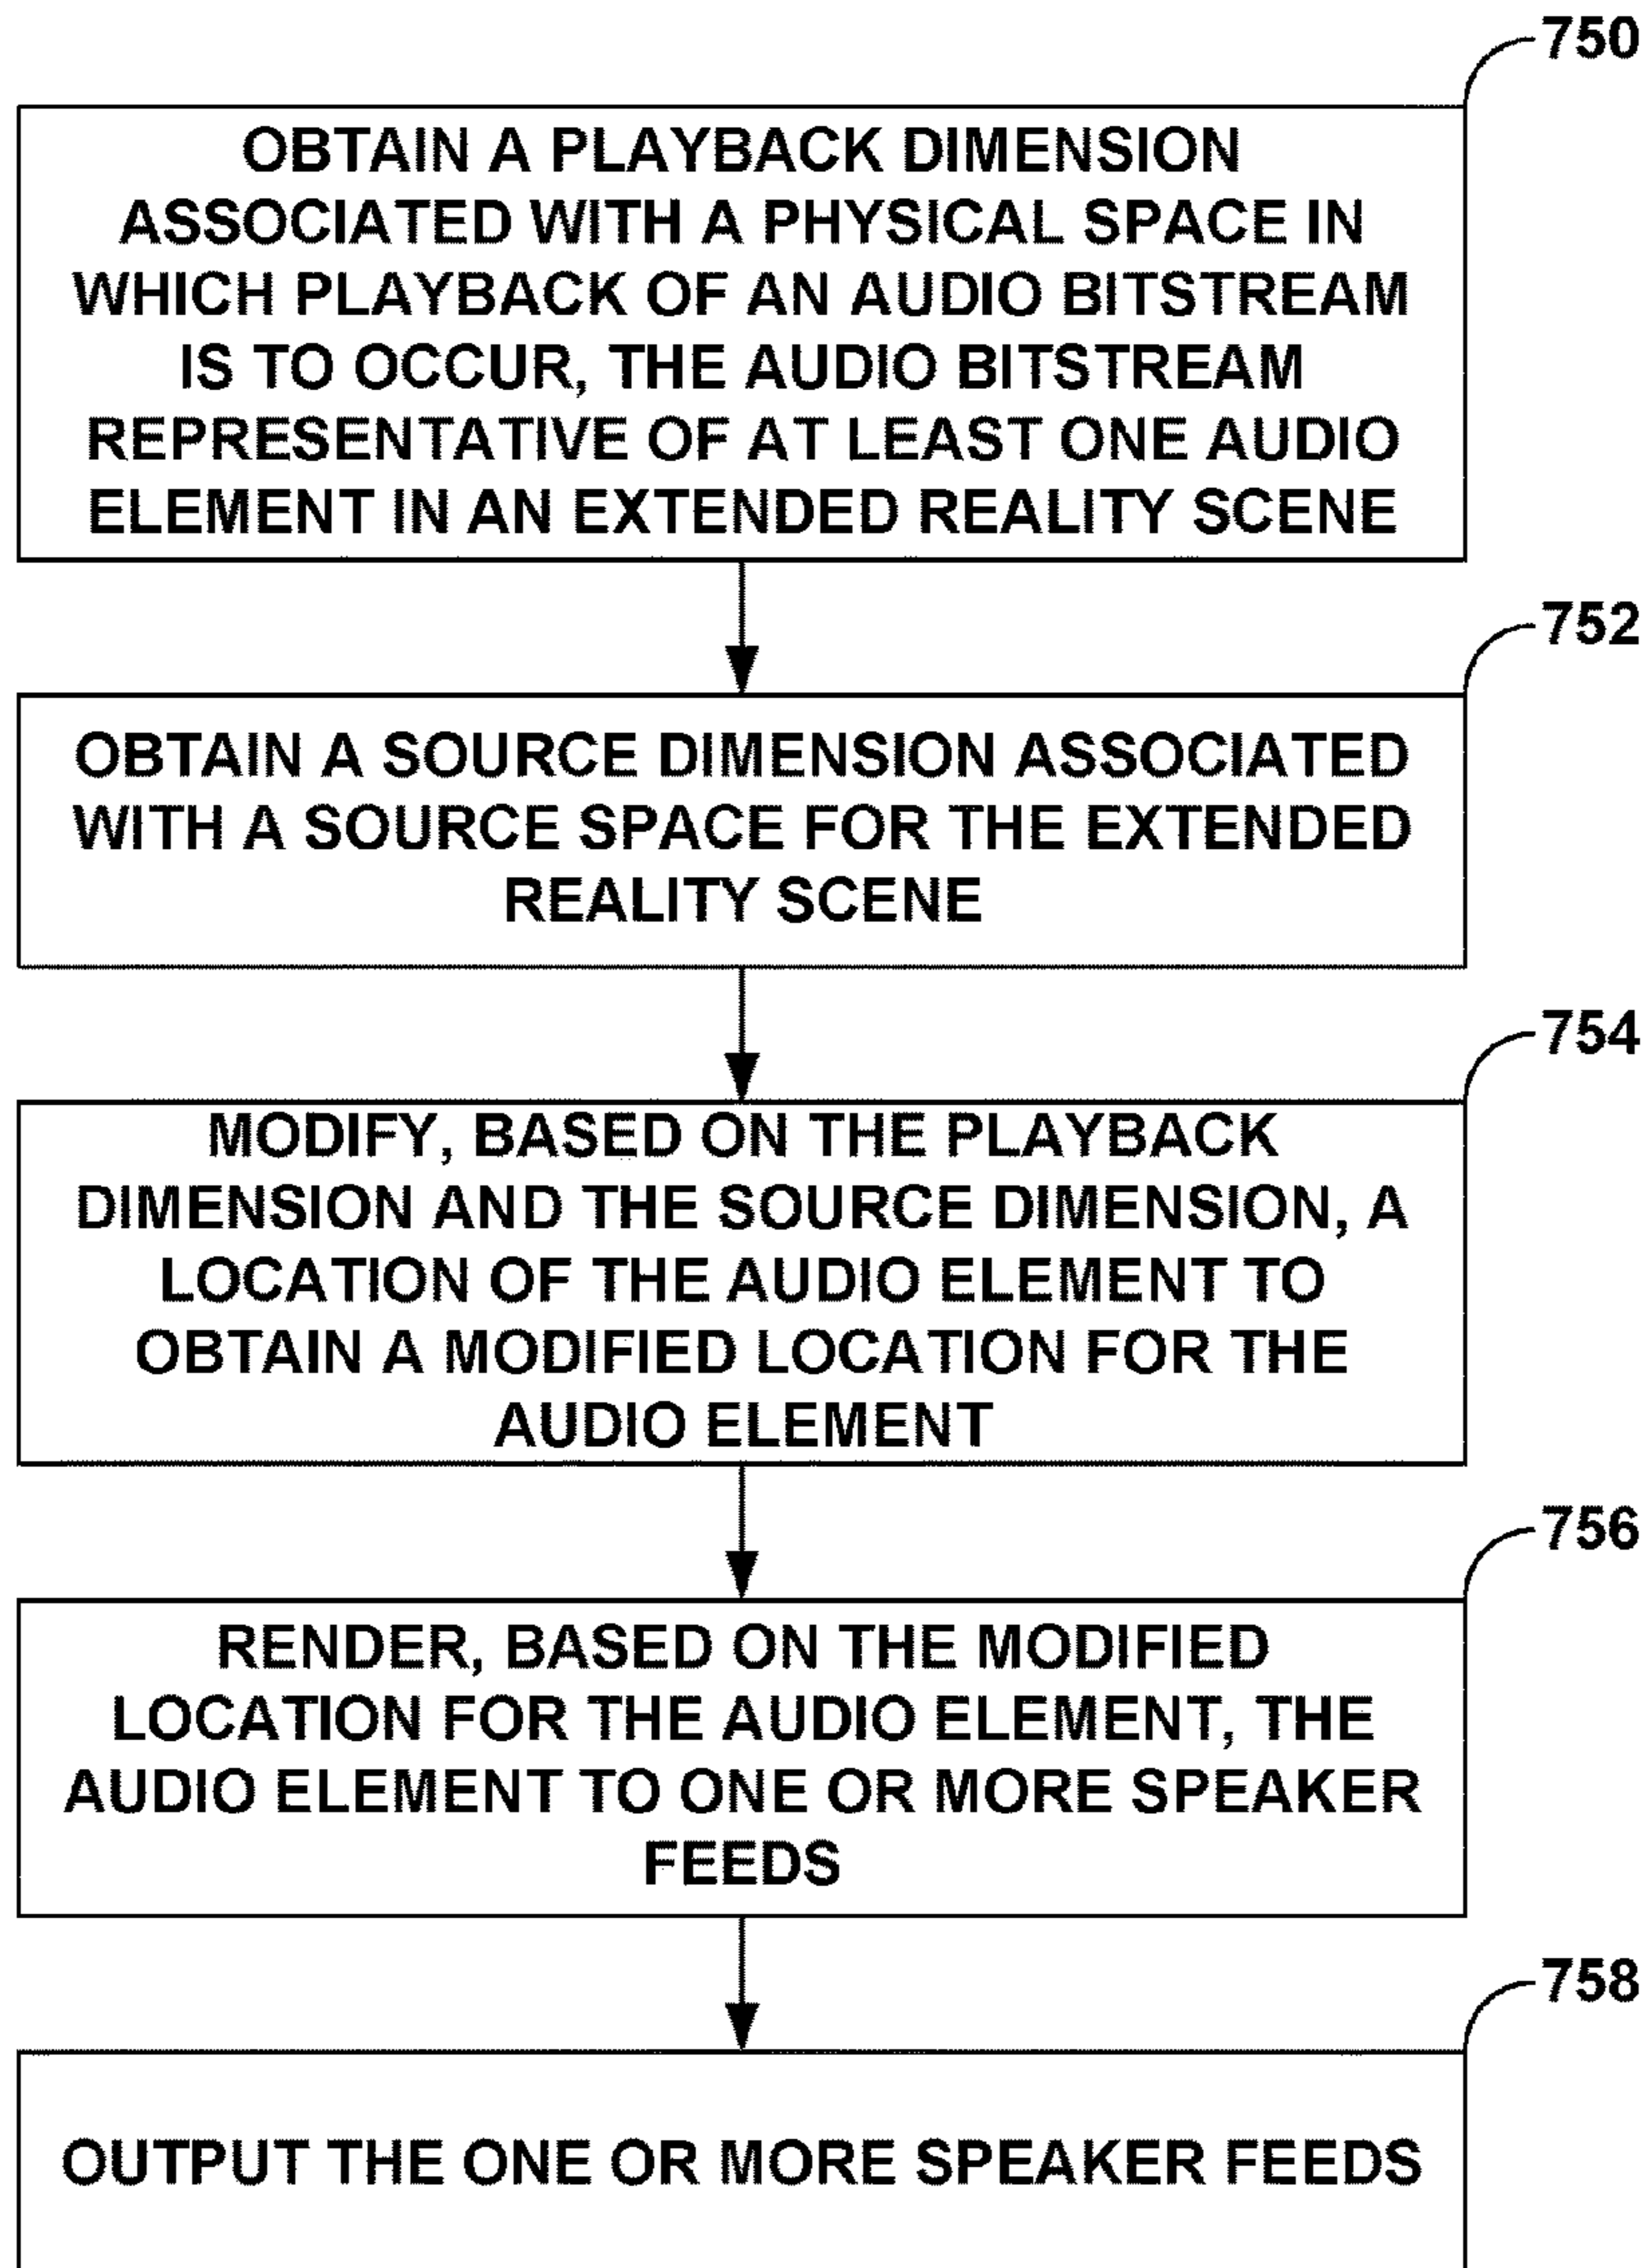 750
OBTAIN A PLAYBACK DIMENSION
ASSOCIATED WITH A PHYSICAL SPACE IN
WHICH PLAYBACK OF AN AUDIO BITSTREAM
IS TO OCCUR, THE AUDIO BITSTREAM
REPRESENTATIVE OF AT LEAST ONE AUDIO
ELEMENT IN AN EXTENDED REALITY SCENE
752
OBTAIN A SOURCE DIMENSION ASSOCIATED
WITH A SOURCE SPACE FOR THE EXTENDED
REALITY SCENE
754
MODIFY, BASED ON THE PLAYBACK
DIMENSION AND THE SOURCE DIMENSION, A
LOCATION OF THE AUDIO ELEMENT TO
OBTAIN A MODIFIED LOCATION FOR THE
AUDIO ELEMENT
756
RENDER, BASED ON THE MODIFIED
LOCATION FOR THE AUDIO ELEMENT, THE
AUDIO ELEMENT TO ONE OR MORE SPEAKER
FEEDS
758
OUTPUT THE ONE OR MORE SPEAKER FEEDS